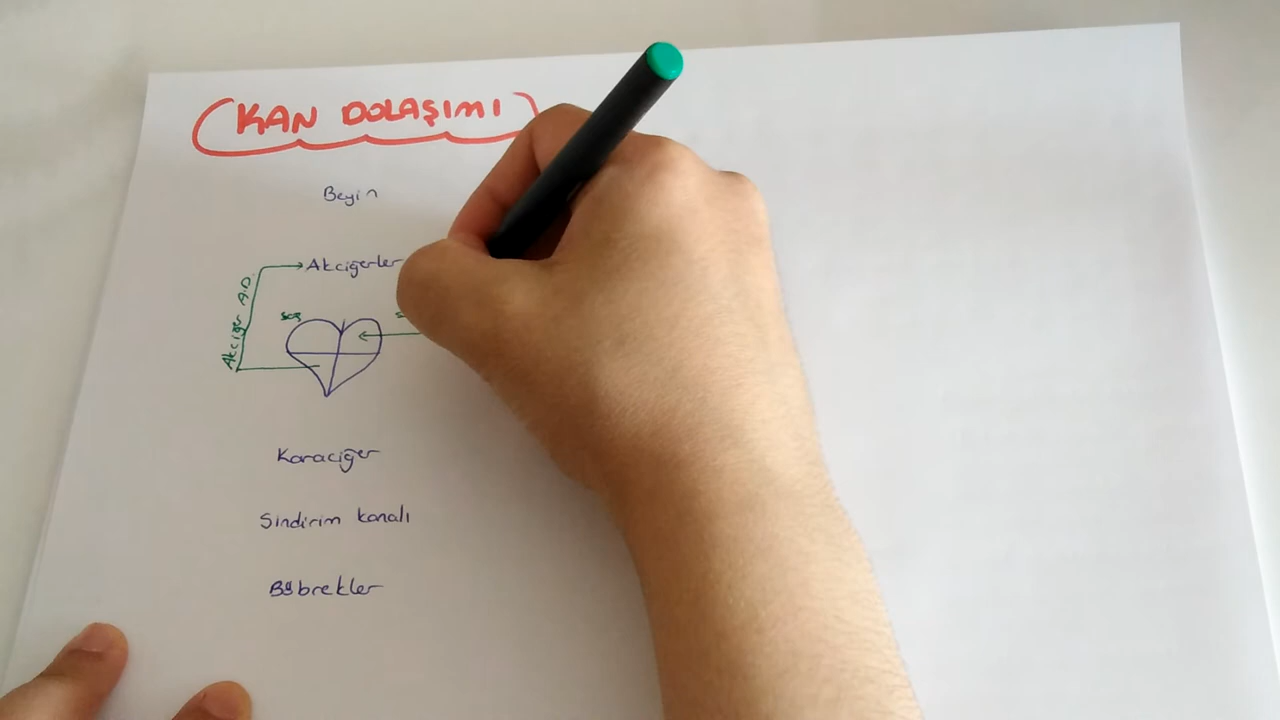 KAN DOLAŞIMI
Beyin
Akciğerler
Akciğer A.D.
sağ
Karaciğer
Sindirim kanalı
Böbrekler